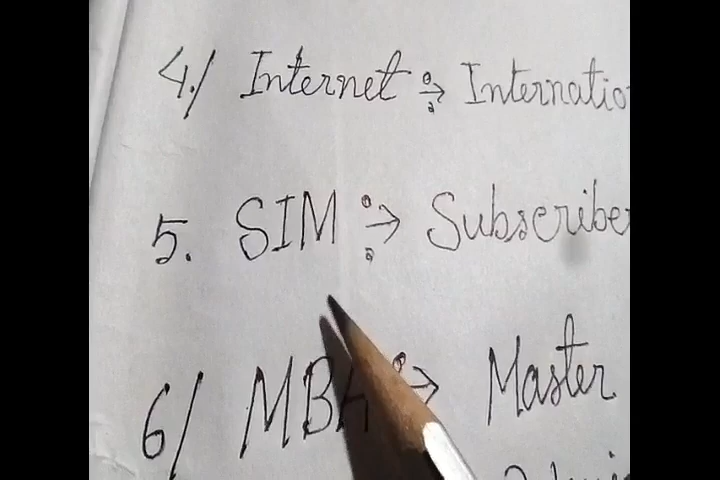 4./ Internet :→ Internatio
5. SIM :→ Subscribe
6/ MBA :→ Master